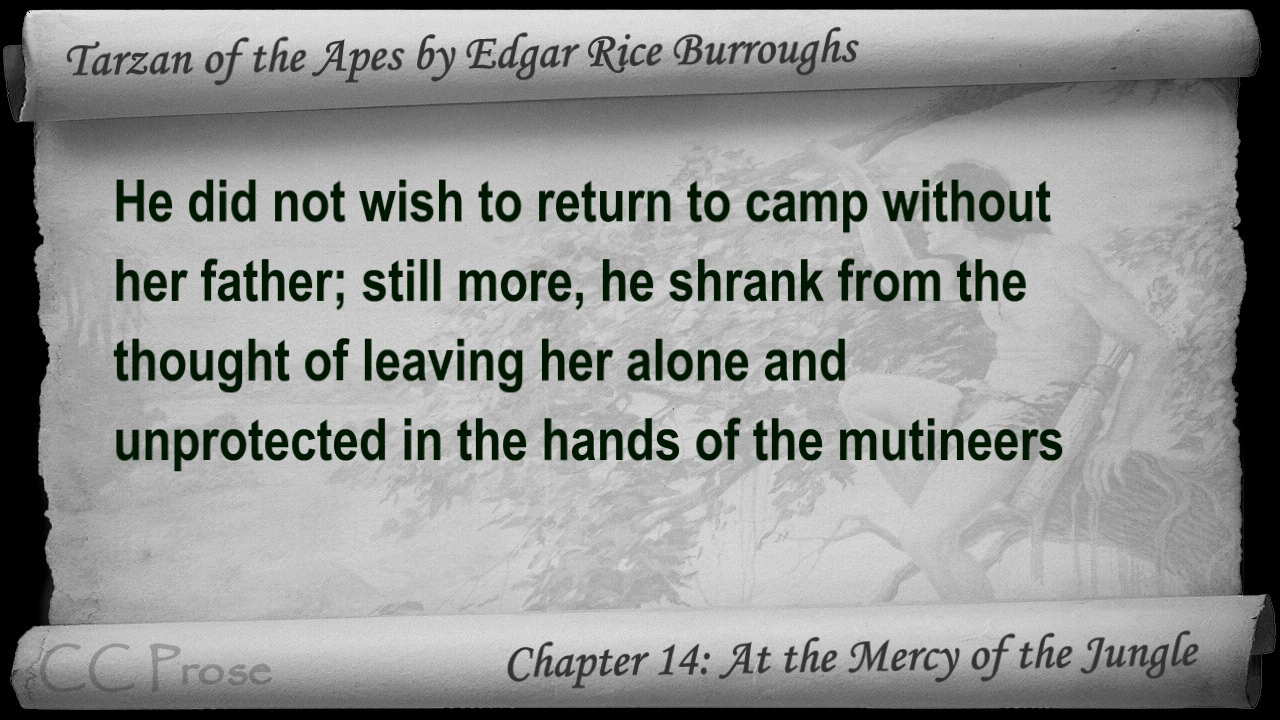 Tarzan of the Apes by Edgar Rice Burroughs
He did not wish to return to camp without
her father; still more, he shrank from the
thought of leaving her alone and
unprotected in the hands of the mutineers
CC Prose
Chapter 14: At the Mercy of the Jungle